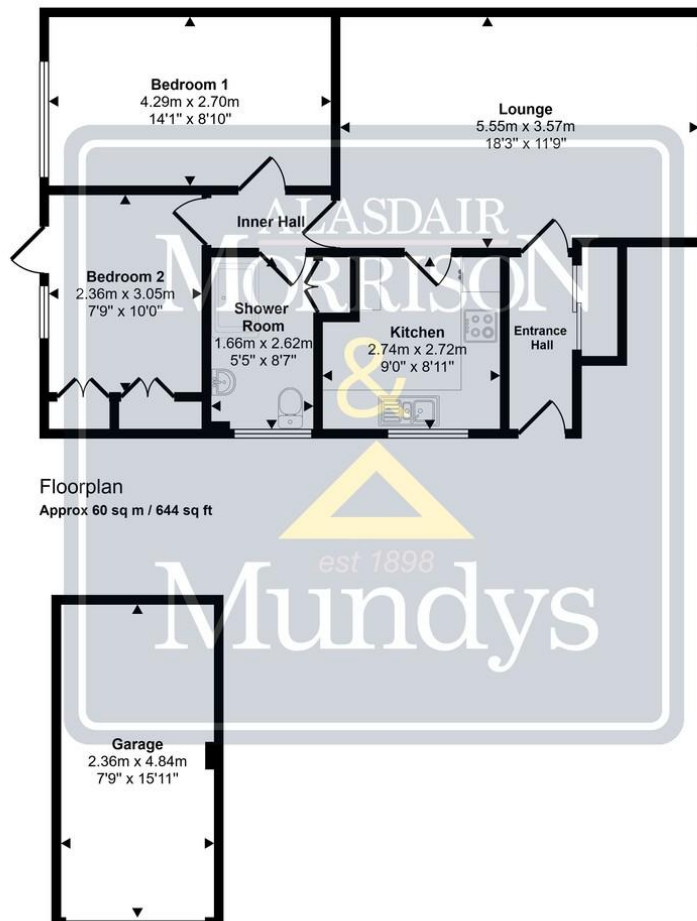 Bedroom 1
4.29m x 2.70m
14'1" x 8'10"
Lounge
5.55m x 3.57m
18'3" x 11'9"
Inner Hall
ALASDAIR
MORRISON
Bedroom 2
2.36m x 3.05m
7'9" x 10'0"
Shower
Room
1.66m x 2.62m
5'5" x 8'7"
Kitchen
2.74m x 2.72m
9'0" x 8'11"
Entrance
Hall
&
Floorplan
Approx 60 sq m / 644 sq ft
est 1898
Mundys
Garage
2.36m x 4.84m
7'9" x 15'11"